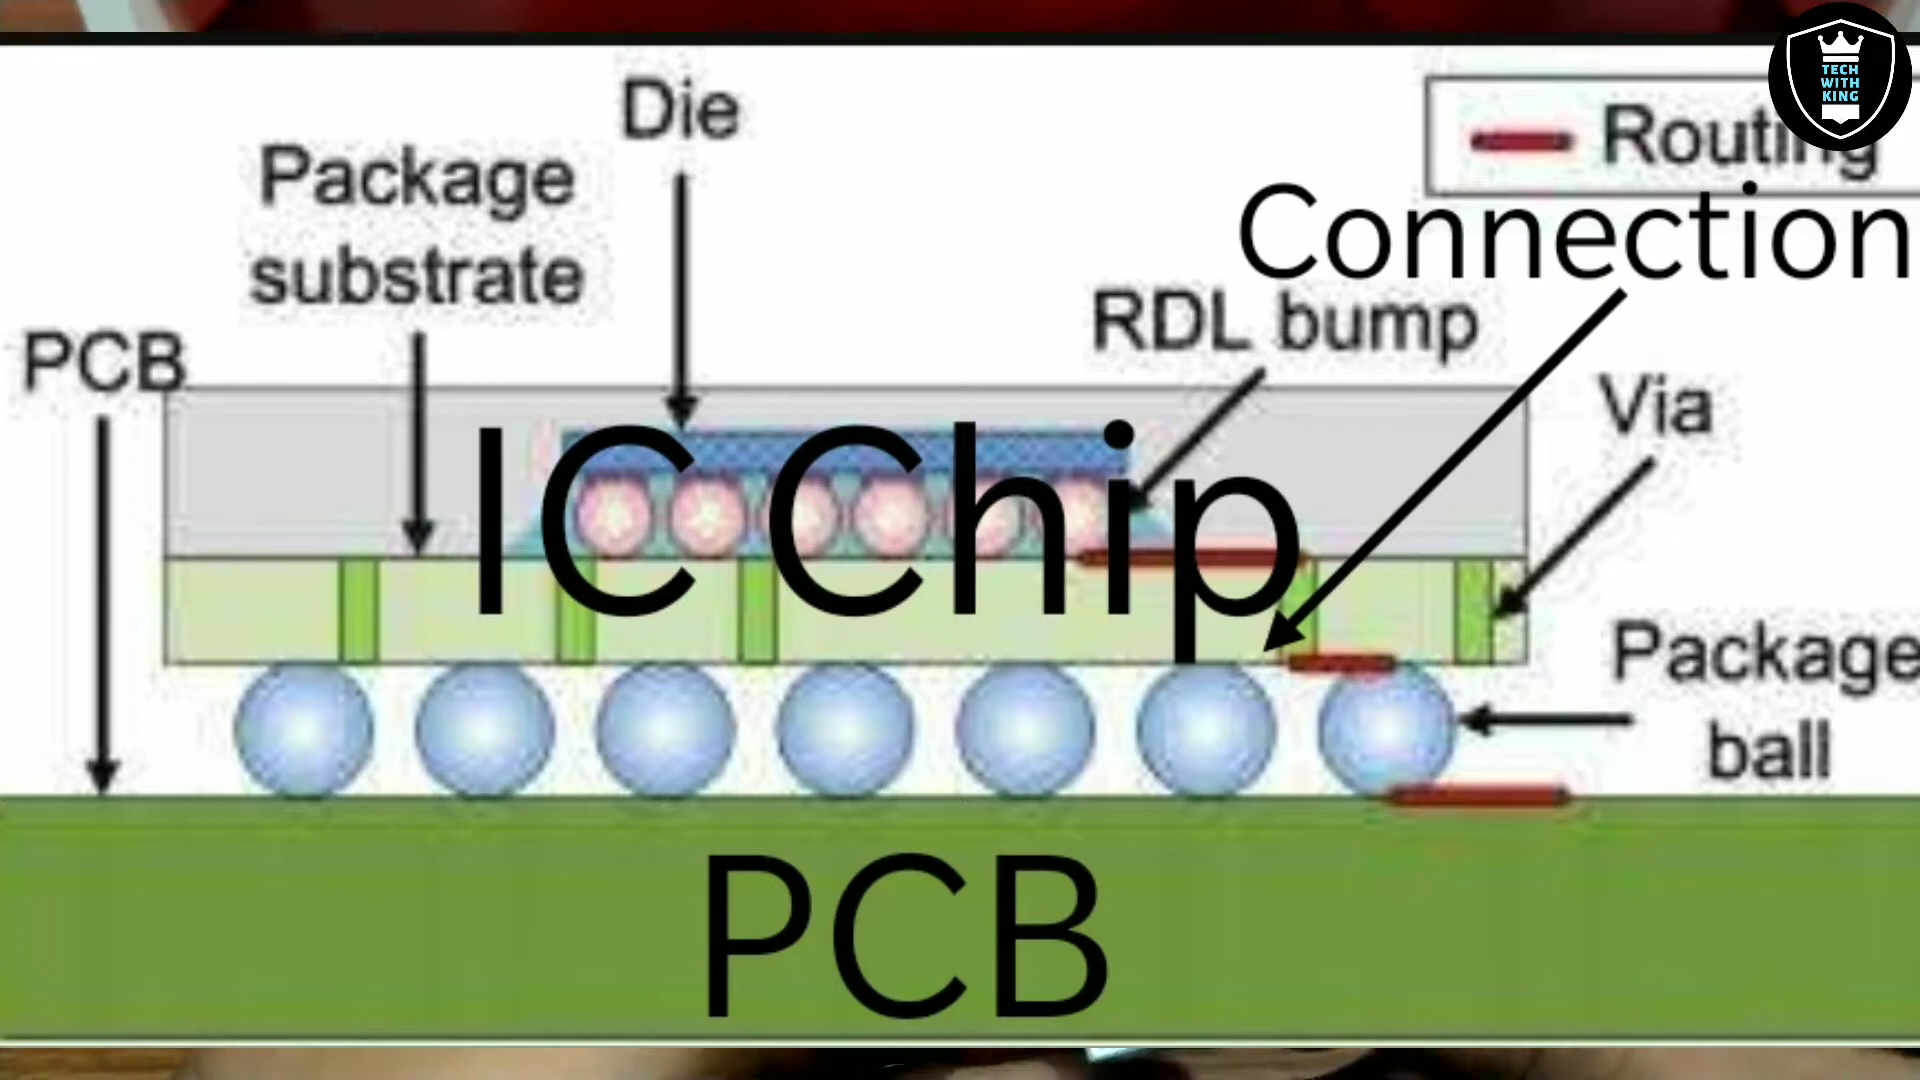 Die
TECH
WITH
KING
Routing
Package
substrate
Connection
RDL bump
PCB
Via
IC Chip
Package
ball
PCB